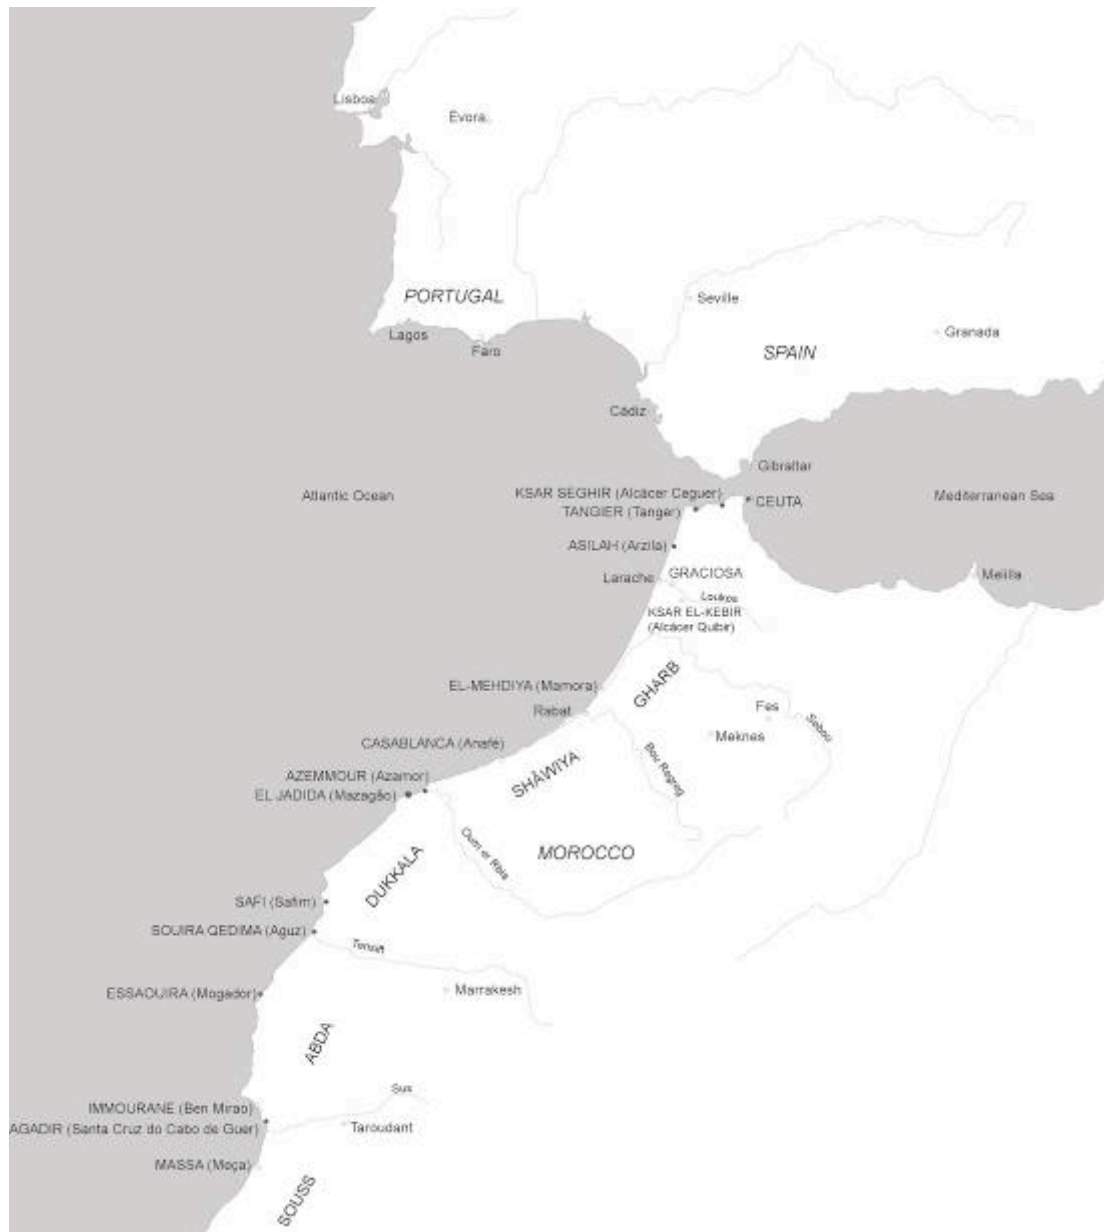 Lisboa
Évora
PORTUGAL
Seville
Lagos
Granada
Faro
SPAIN
Cádiz
Gibraltar
Atlantic Ocean
KSAR SEGHIR (Alcácer Ceguer)
Mediterranean Sea
CEUTA
TANGIER (Tanger)
ASILAH (Arzila)
GRACIOSA
Larache
Melilla
Loukos
KSAR EL-KEBIR
(Alcácer Quibir)
GHARB
EL-MEHDIYA (Mamora)
Rabat
Fes
Sebou
Meknes
CASABLANCA (Anafé)
Bou Regreg
SHĀWIYA
AZEMMOUR (Azamor)
EL JADIDA (Mazagão)
Oum er Rbia
MOROCCO
DUKKALA
SAFI (Safim)
SOUIRA QEDIMA (Aguz)
Tensift
ESSAOUIRA (Mogador)
Marrakesh
ABDA
Sus
IMMOURANE (Ben Mirao)
AGADIR (Santa Cruz do Cabo de Guer)
Taroudant
MASSA (Meça)
SOUSS